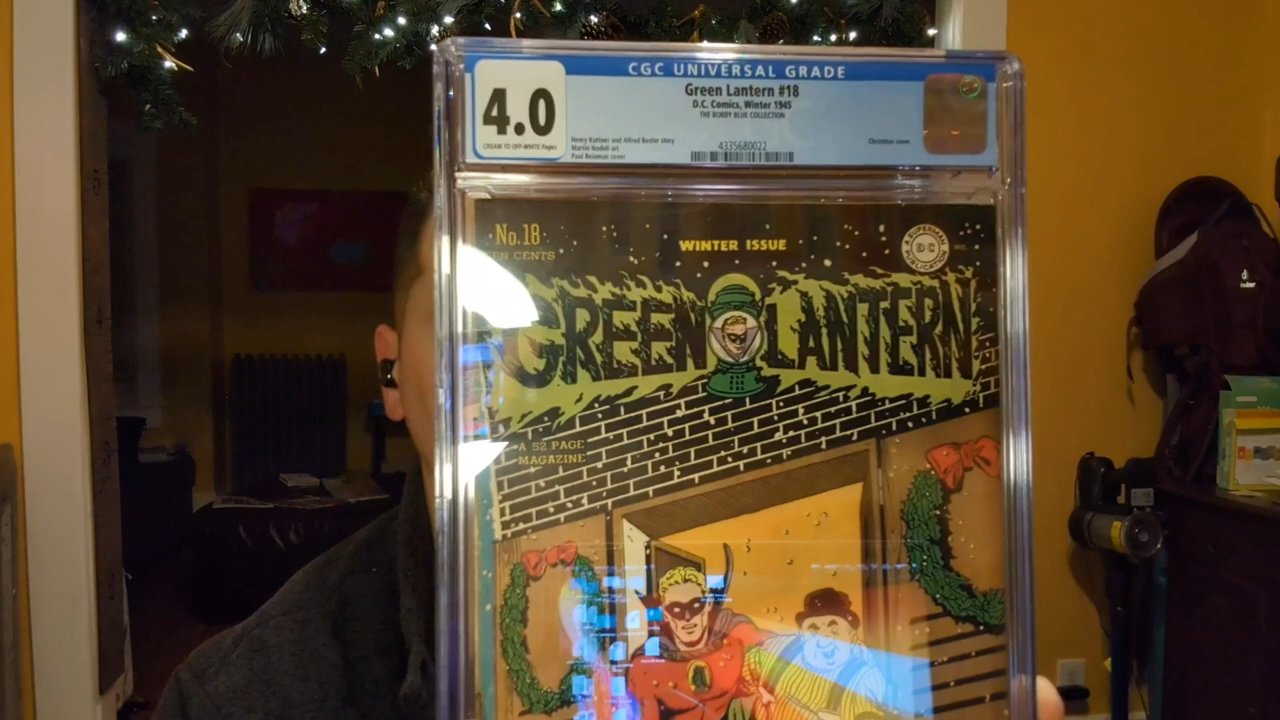 CGC UNIVERSAL GRADE
4.0
CREAM TO OFF-WHITE Pages
Green Lantern #18
D.C. Comics, Winter 1945
THE BOBBY BLUE COLLECTION
Henry Kuttner and Alfred Bester story
Martin Nodell art
Paul Reinman cover
4335680022
Christmas cover
No.18
EN CENTS
WINTER ISSUE
A SUPERMAN
DC
PUBLICATION
GREEN LANTERN
A 52 PAGE
MAGAZINE